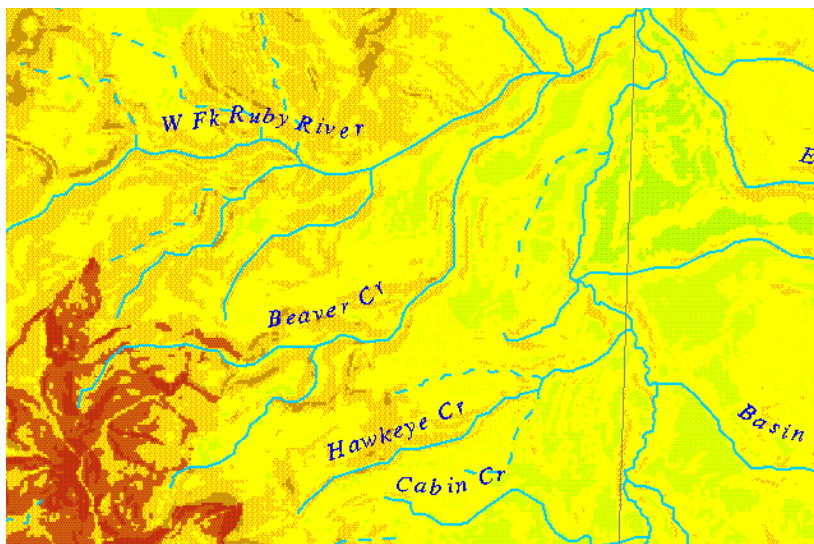 W Fk Ruby River
E
Beaver Cr
Hawkeye Cr
Basin
Cabin Cr